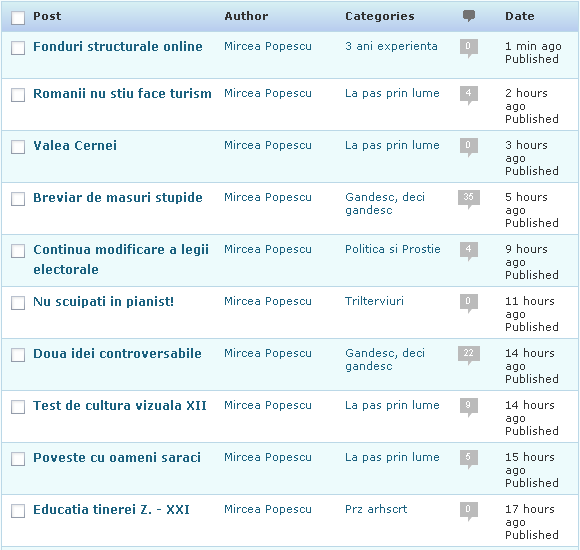 Post Author Categories Date
Fonduri structurale online Mircea Popescu 3 ani experienta 0 1 min ago
Published
Romanii nu stiu face turism Mircea Popescu La pas prin lume 4 2 hours
ago
Published
Valea Cernei Mircea Popescu La pas prin lume 0 3 hours
ago
Published
Breviar de masuri stupide Mircea Popescu Gandesc, deci 35 5 hours
gandesc ago
Published
Continua modificare a legii Mircea Popescu Politica si Prostie 4 9 hours
electorale ago
Published
Nu scuipati in pianist! Mircea Popescu Trilterviuri 0 11 hours
ago
Published
Doua idei controversabile Mircea Popescu Gandesc, deci 22 14 hours
gandesc ago
Published
Test de cultura vizuala XII Mircea Popescu La pas prin lume 9 14 hours
ago
Published
Poveste cu oameni saraci Mircea Popescu La pas prin lume 5 15 hours
ago
Published
Educatia tinerei Z. - XXI Mircea Popescu Prz arhscrt 0 17 hours
ago
Published